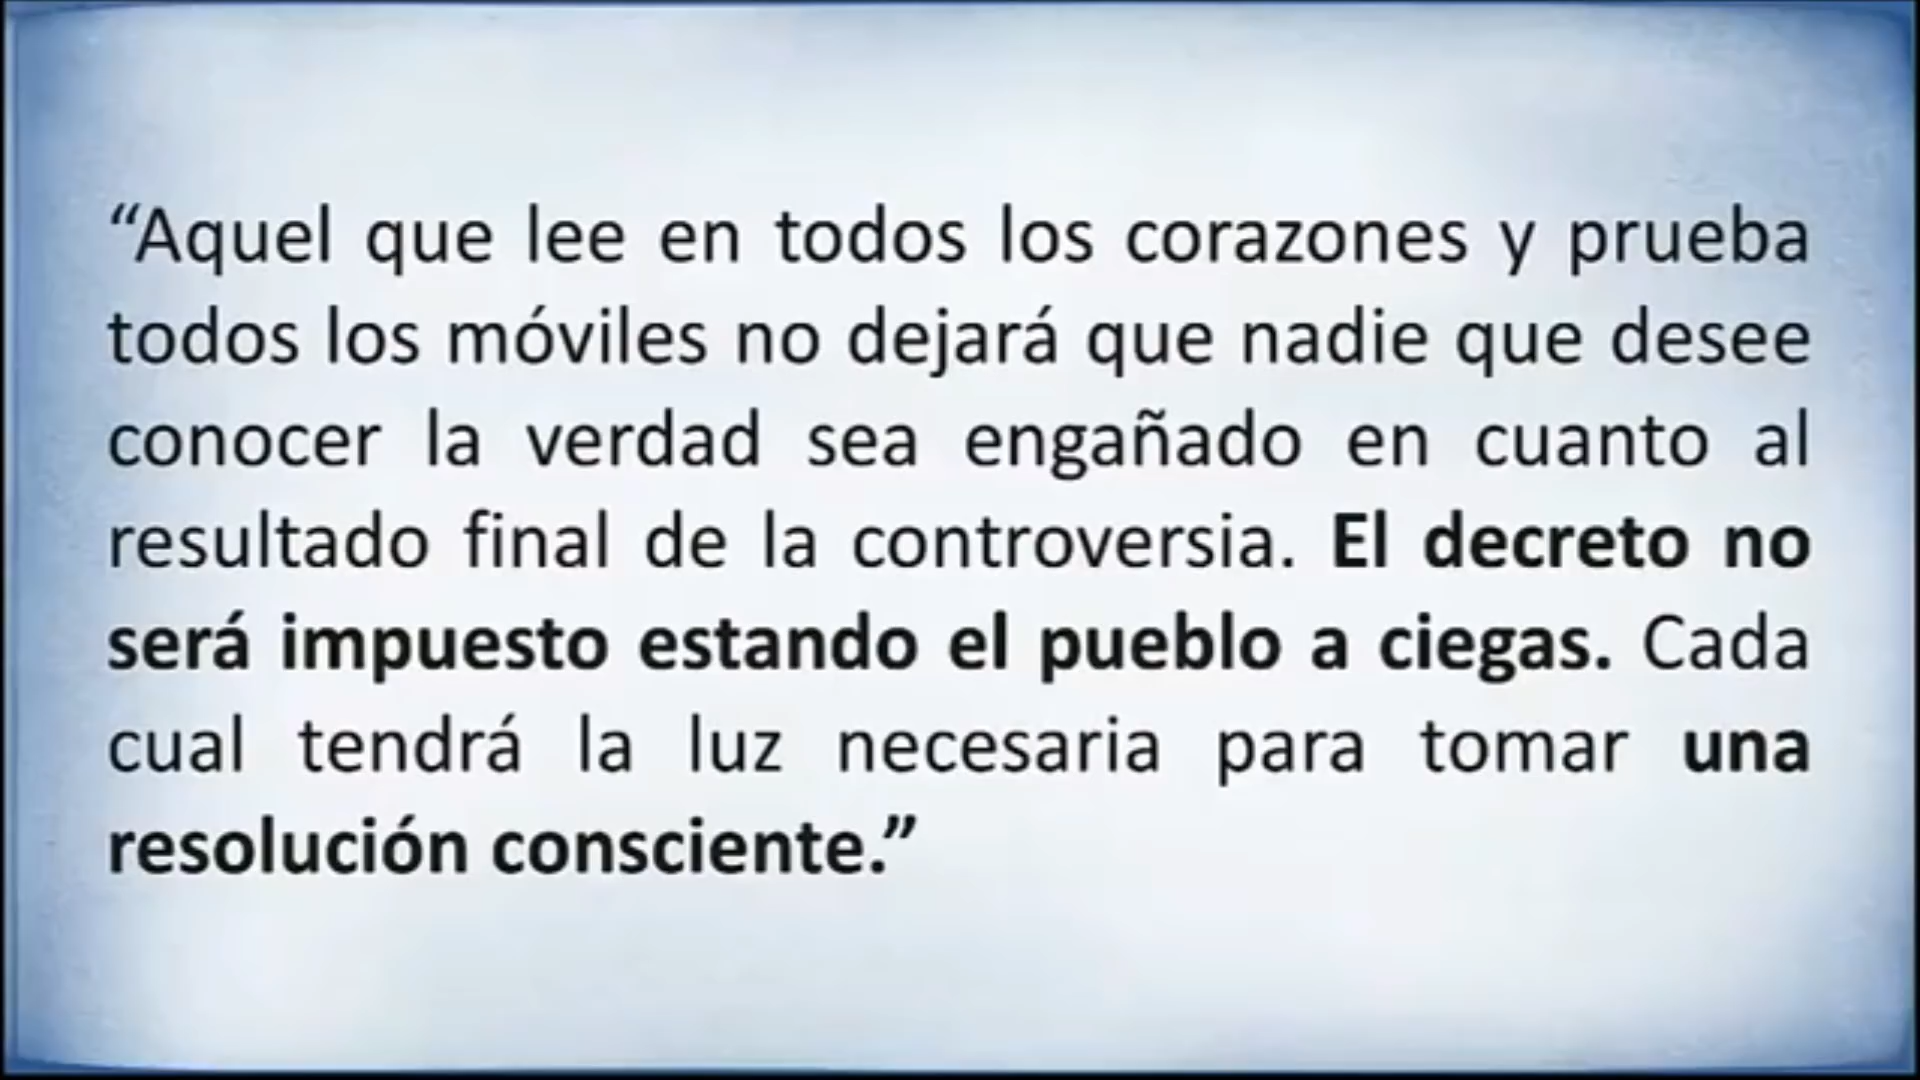 “Aquel que lee en todos los corazones y prueba
todos los móviles no dejará que nadie que desee
conocer la verdad sea engañado en cuanto al
resultado final de la controversia. El decreto no
será impuesto estando el pueblo a ciegas. Cada
cual tendrá la luz necesaria para tomar una
resolución consciente.”